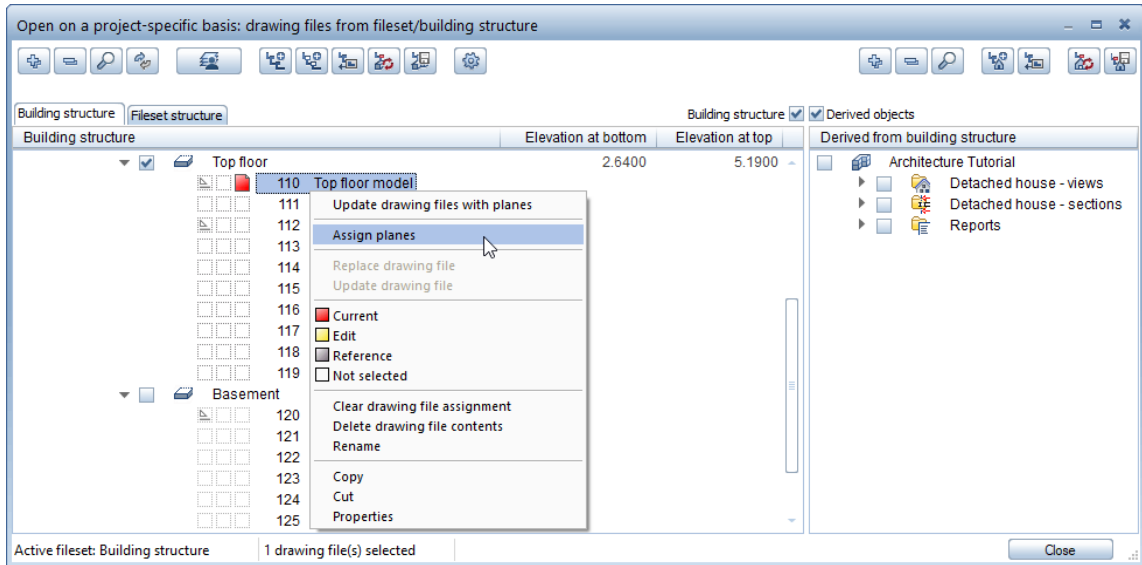 Open on a project-specific basis: drawing files from fileset/building structure
Building structure Fileset structure Building structure Derived objects
Building structure Elevation at bottom Elevation at top Derived from building structure
Top floor 2.6400 5.1900 Architecture Tutorial
110 Top floor model Detached house - views
111 Update drawing files with planes Detached house - sections
112 Reports
Assign planes
113
114 Replace drawing file
115 Update drawing file
116 Current
117 Edit
118 Reference
119 Not selected
Basement
Clear drawing file assignment
120
Delete drawing file contents
121
Rename
122
123 Copy
124 Cut
125 Properties
Active fileset: Building structure 1 drawing file(s) selected Close